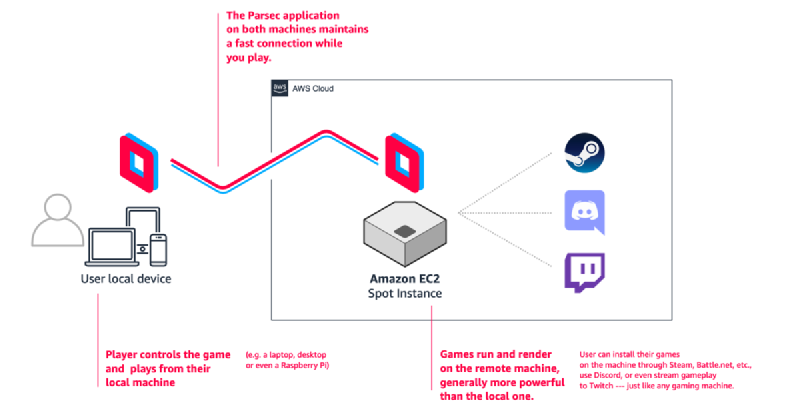 The Parsec application
on both machines maintains
a fast connection while
you play.
aws
AWS Cloud
User local device
Amazon EC2
Spot Instance
Player controls the game
and plays from their
local machine
(e.g. a laptop, desktop
or even a Raspberry Pi)
Games run and render
on the remote machine,
generally more powerful
than the local one.
User can install their games
on the machine through Steam, Battle.net, etc.,
use Discord, or even stream gameplay
to Twitch --- just like any gaming machine.